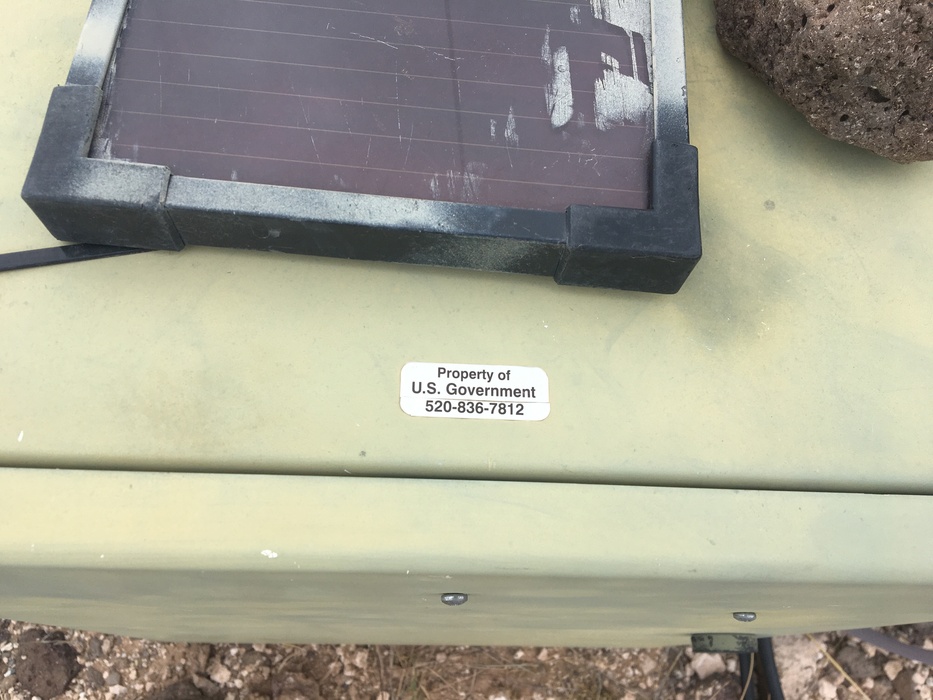 Property of
U.S. Government
520-836-7812